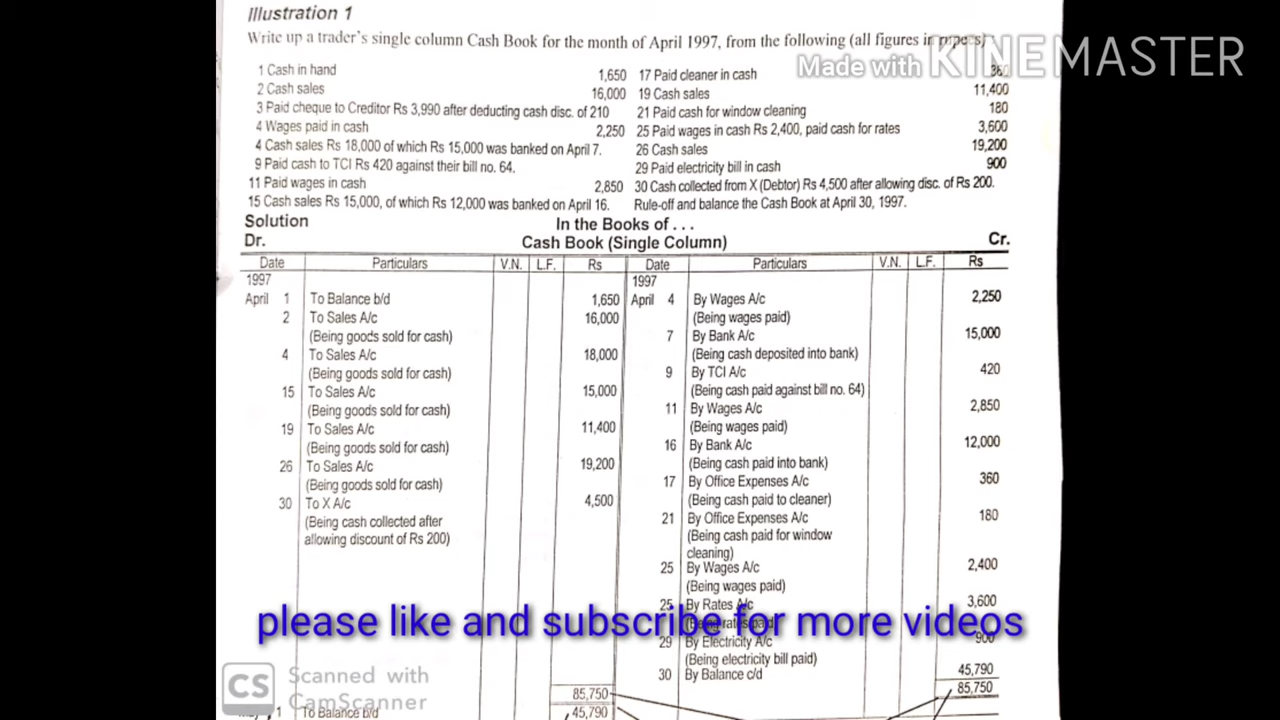 Illustration 1
Write up a trader's single column Cash Book for the month of April 1997, from the following (all figures in rupees)
Made with KINEMASTER
1 Cash in hand 1,650 17 Paid cleaner in cash 360
2 Cash sales 16,000 19 Cash sales 11,400
3 Paid cheque to Creditor Rs 3,990 after deducting cash disc. of 210 21 Paid cash for window cleaning 180
4 Wages paid in cash 2,250 25 Paid wages in cash Rs 2,400, paid cash for rates 3,600
4 Cash sales Rs 18,000 of which Rs 15,000 was banked on April 7. 26 Cash sales 19,200
9 Paid cash to TCI Rs 420 against their bill no. 64. 29 Paid electricity bill in cash 900
11 Paid wages in cash 2,850 30 Cash collected from X (Debtor) Rs 4,500 after allowing disc. of Rs 200.
15 Cash sales Rs 15,000, of which Rs 12,000 was banked on April 16. Rule-off and balance the Cash Book at April 30, 1997.
Solution In the Books of . . .
Dr. Cash Book (Single Column) Cr.
Date Particulars V.N. L.F. Rs Date Particulars V.N. L.F. Rs
1997 1997
April 1 To Balance b/d 1,650 April 4 By Wages A/c 2,250
2 To Sales A/c 16,000 (Being wages paid)
(Being goods sold for cash) 7 By Bank A/c 15,000
4 To Sales A/c 18,000 (Being cash deposited into bank)
(Being goods sold for cash) 9 By TCI A/c 420
15 To Sales A/c 15,000 (Being cash paid against bill no. 64)
(Being goods sold for cash) 11 By Wages A/c 2,850
19 To Sales A/c 11,400 (Being wages paid)
(Being goods sold for cash) 16 By Bank A/c 12,000
26 To Sales A/c 19,200 (Being cash paid into bank)
(Being goods sold for cash) 17 By Office Expenses A/c 360
30 To X A/c 4,500 (Being cash paid to cleaner)
(Being cash collected after 21 By Office Expenses A/c 180
allowing discount of Rs 200) (Being cash paid for window
cleaning)
25 By Wages A/c 2,400
(Being wages paid)
25 By Rates A/c 3,600
please like and subscribe for more videos
(Being rates paid)
29 By Electricity A/c 900
(Being electricity bill paid)
30 By Balance c/d 45,790
85,750 85,750
1 To Balance b/d 45,790
CS Scanned with
CamScanner